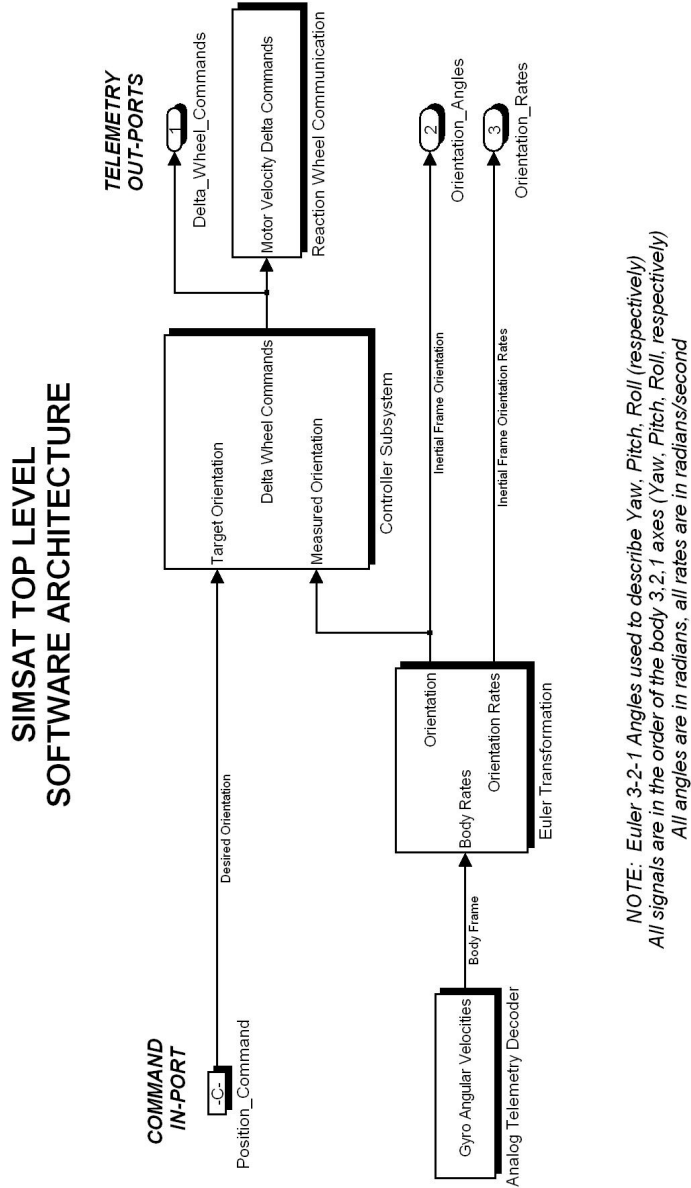 SIMSAT TOP LEVEL
SOFTWARE ARCHITECTURE
COMMAND
IN-PORT
-C-
Position_Command
Desired Orientation
Target Orientation
Delta Wheel Commands
Measured Orientation
Controller Subsystem
TELEMETRY
OUT-PORTS
1
Delta_Wheel_Commands
Motor Velocity Delta Commands
Reaction Wheel Communication
Gyro Angular Velocities
Analog Telemetry Decoder
Body Frame
Body Rates
Orientation
Orientation Rates
Euler Transformation
Inertial Frame Orientation
2
Orientation_Angles
Inertial Frame Orientation Rates
3
Orientation_Rates
NOTE: Euler 3-2-1 Angles used to describe Yaw, Pitch, Roll (respectively)
All signals are in the order of the body 3,2,1 axes (Yaw, Pitch, Roll, respectively)
All angles are in radians, all rates are in radians/second